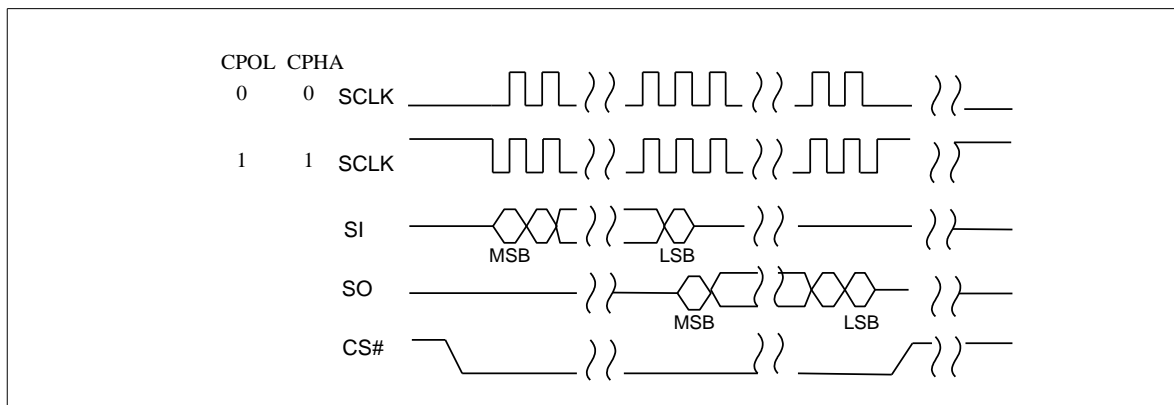 CPOL CPHA
0 0 SCLK
1 1 SCLK
SI
MSB LSB
SO
MSB LSB
CS#